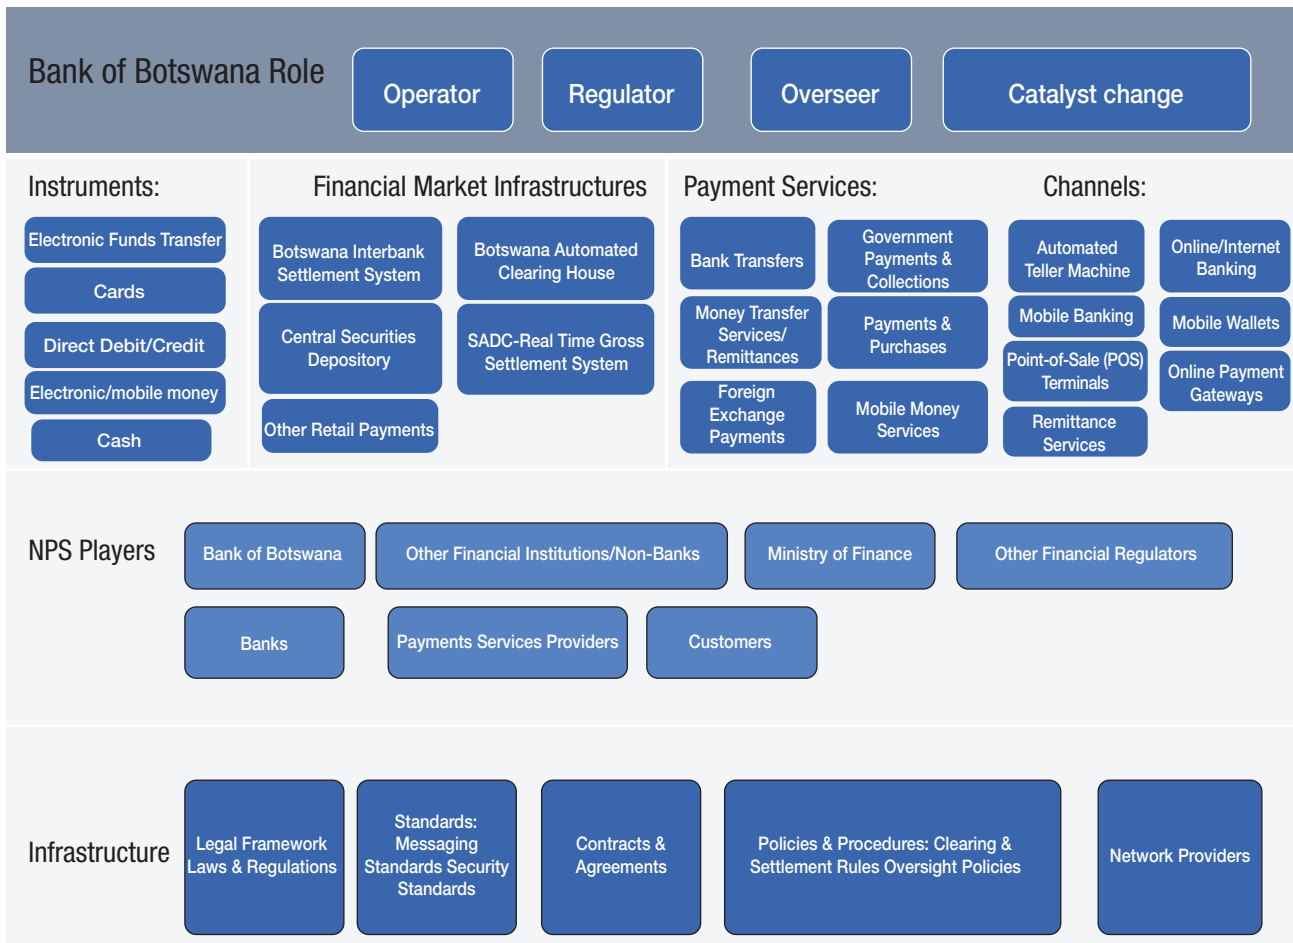 Bank of Botswana Role
Operator
Regulator
Overseer
Catalyst change
Instruments:
Electronic Funds Transfer
Cards
Direct Debit/Credit
Electronic/mobile money
Cash
Financial Market Infrastructures
Botswana Interbank
Settlement System
Botswana Automated
Clearing House
Central Securities
Depository
SADC-Real Time Gross
Settlement System
Other Retail Payments
Payment Services:
Bank Transfers
Government
Payments &
Collections
Money Transfer
Services/
Remittances
Payments &
Purchases
Foreign
Exchange
Payments
Mobile Money
Services
Channels:
Automated
Teller Machine
Online/Internet
Banking
Mobile Banking
Mobile Wallets
Point-of-Sale (POS)
Terminals
Online Payment
Gateways
Remittance
Services
NPS Players
Bank of Botswana
Other Financial Institutions/Non-Banks
Ministry of Finance
Other Financial Regulators
Banks
Payments Services Providers
Customers
Infrastructure
Legal Framework
Laws & Regulations
Standards:
Messaging
Standards Security
Standards
Contracts &
Agreements
Policies & Procedures: Clearing &
Settlement Rules Oversight Policies
Network Providers